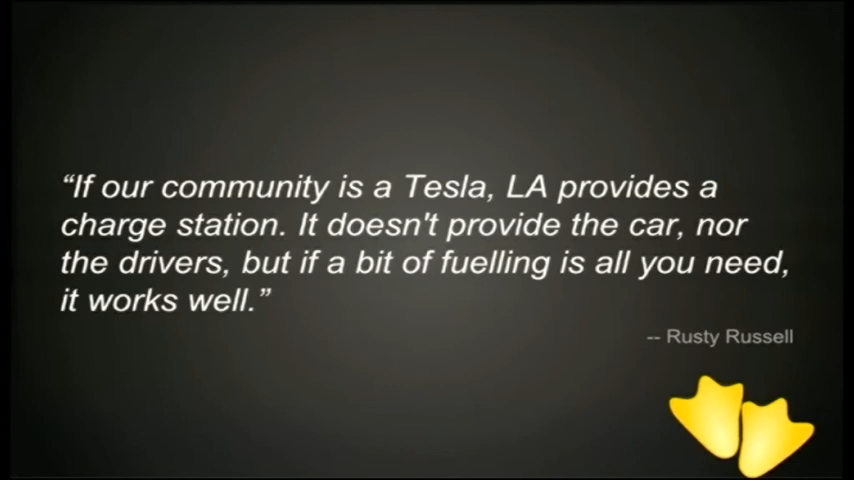 “If our community is a Tesla, LA provides a
charge station. It doesn't provide the car, nor
the drivers, but if a bit of fuelling is all you need,
it works well.”
-- Rusty Russell